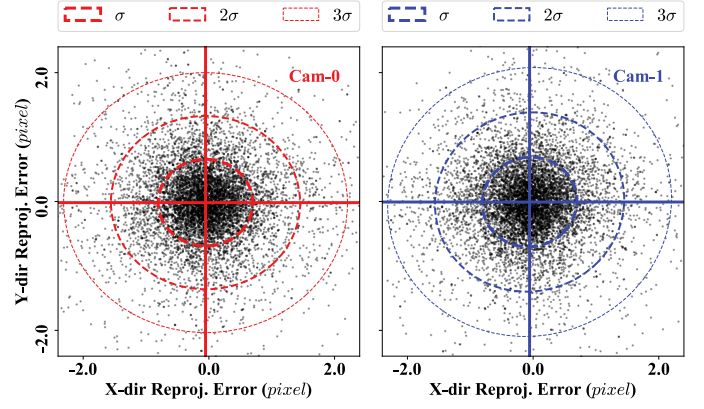 σ 2σ 3σ
σ 2σ 3σ
Cam-0
Cam-1
Y-dir Reproj. Error (pixel)
2.0
0.0
-2.0
-2.0 0.0 2.0
-2.0 0.0 2.0
X-dir Reproj. Error (pixel)
X-dir Reproj. Error (pixel)